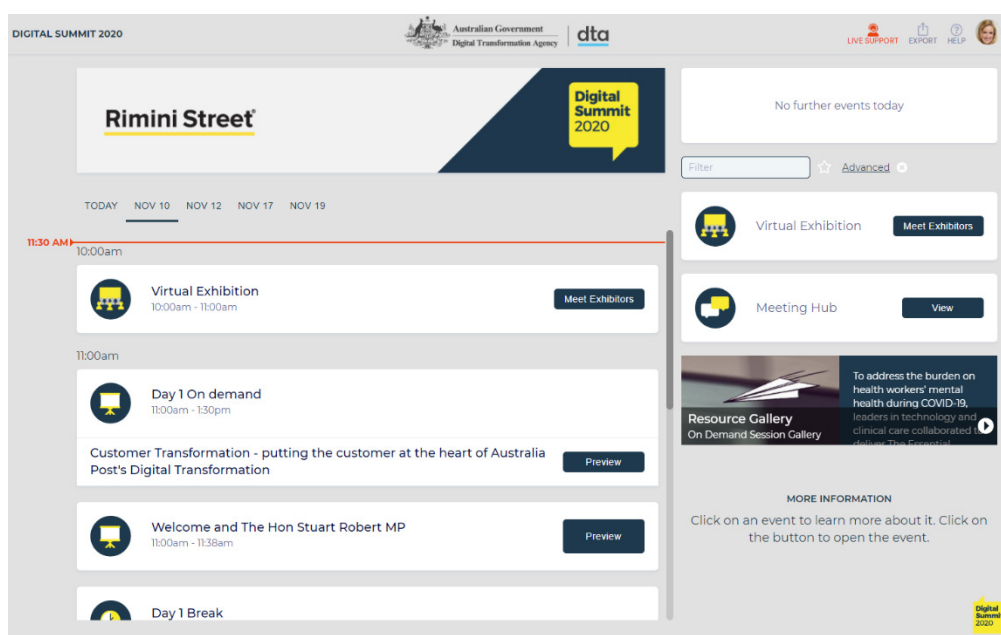 DIGITAL SUMMIT 2020
Australian Government
Digital Transformation Agency
dta
LIVE SUPPORT
EXPORT
HELP
Rimini Street
Digital
Summit
2020
No further events today
Filter
Advanced
TODAY NOV 10 NOV 12 NOV 17 NOV 19
11:30 AM
10:00am
Virtual Exhibition
10:00am - 11:00am
Meet Exhibitors
11:00am
Day 1 On demand
11:00am - 1:30pm
Customer Transformation - putting the customer at the heart of Australia
Post's Digital Transformation
Preview
Welcome and The Hon Stuart Robert MP
11:00am - 11:38am
Preview
Day 1 Break
Virtual Exhibition
Meet Exhibitors
Meeting Hub
View
Resource Gallery
On Demand Session Gallery
To address the burden on
health workers' mental
health during COVID-19,
leaders in technology and
clinical care collaborated
deliver The Essential
MORE INFORMATION
Click on an event to learn more about it. Click on
the button to open the event.
Digital
Summit
2020